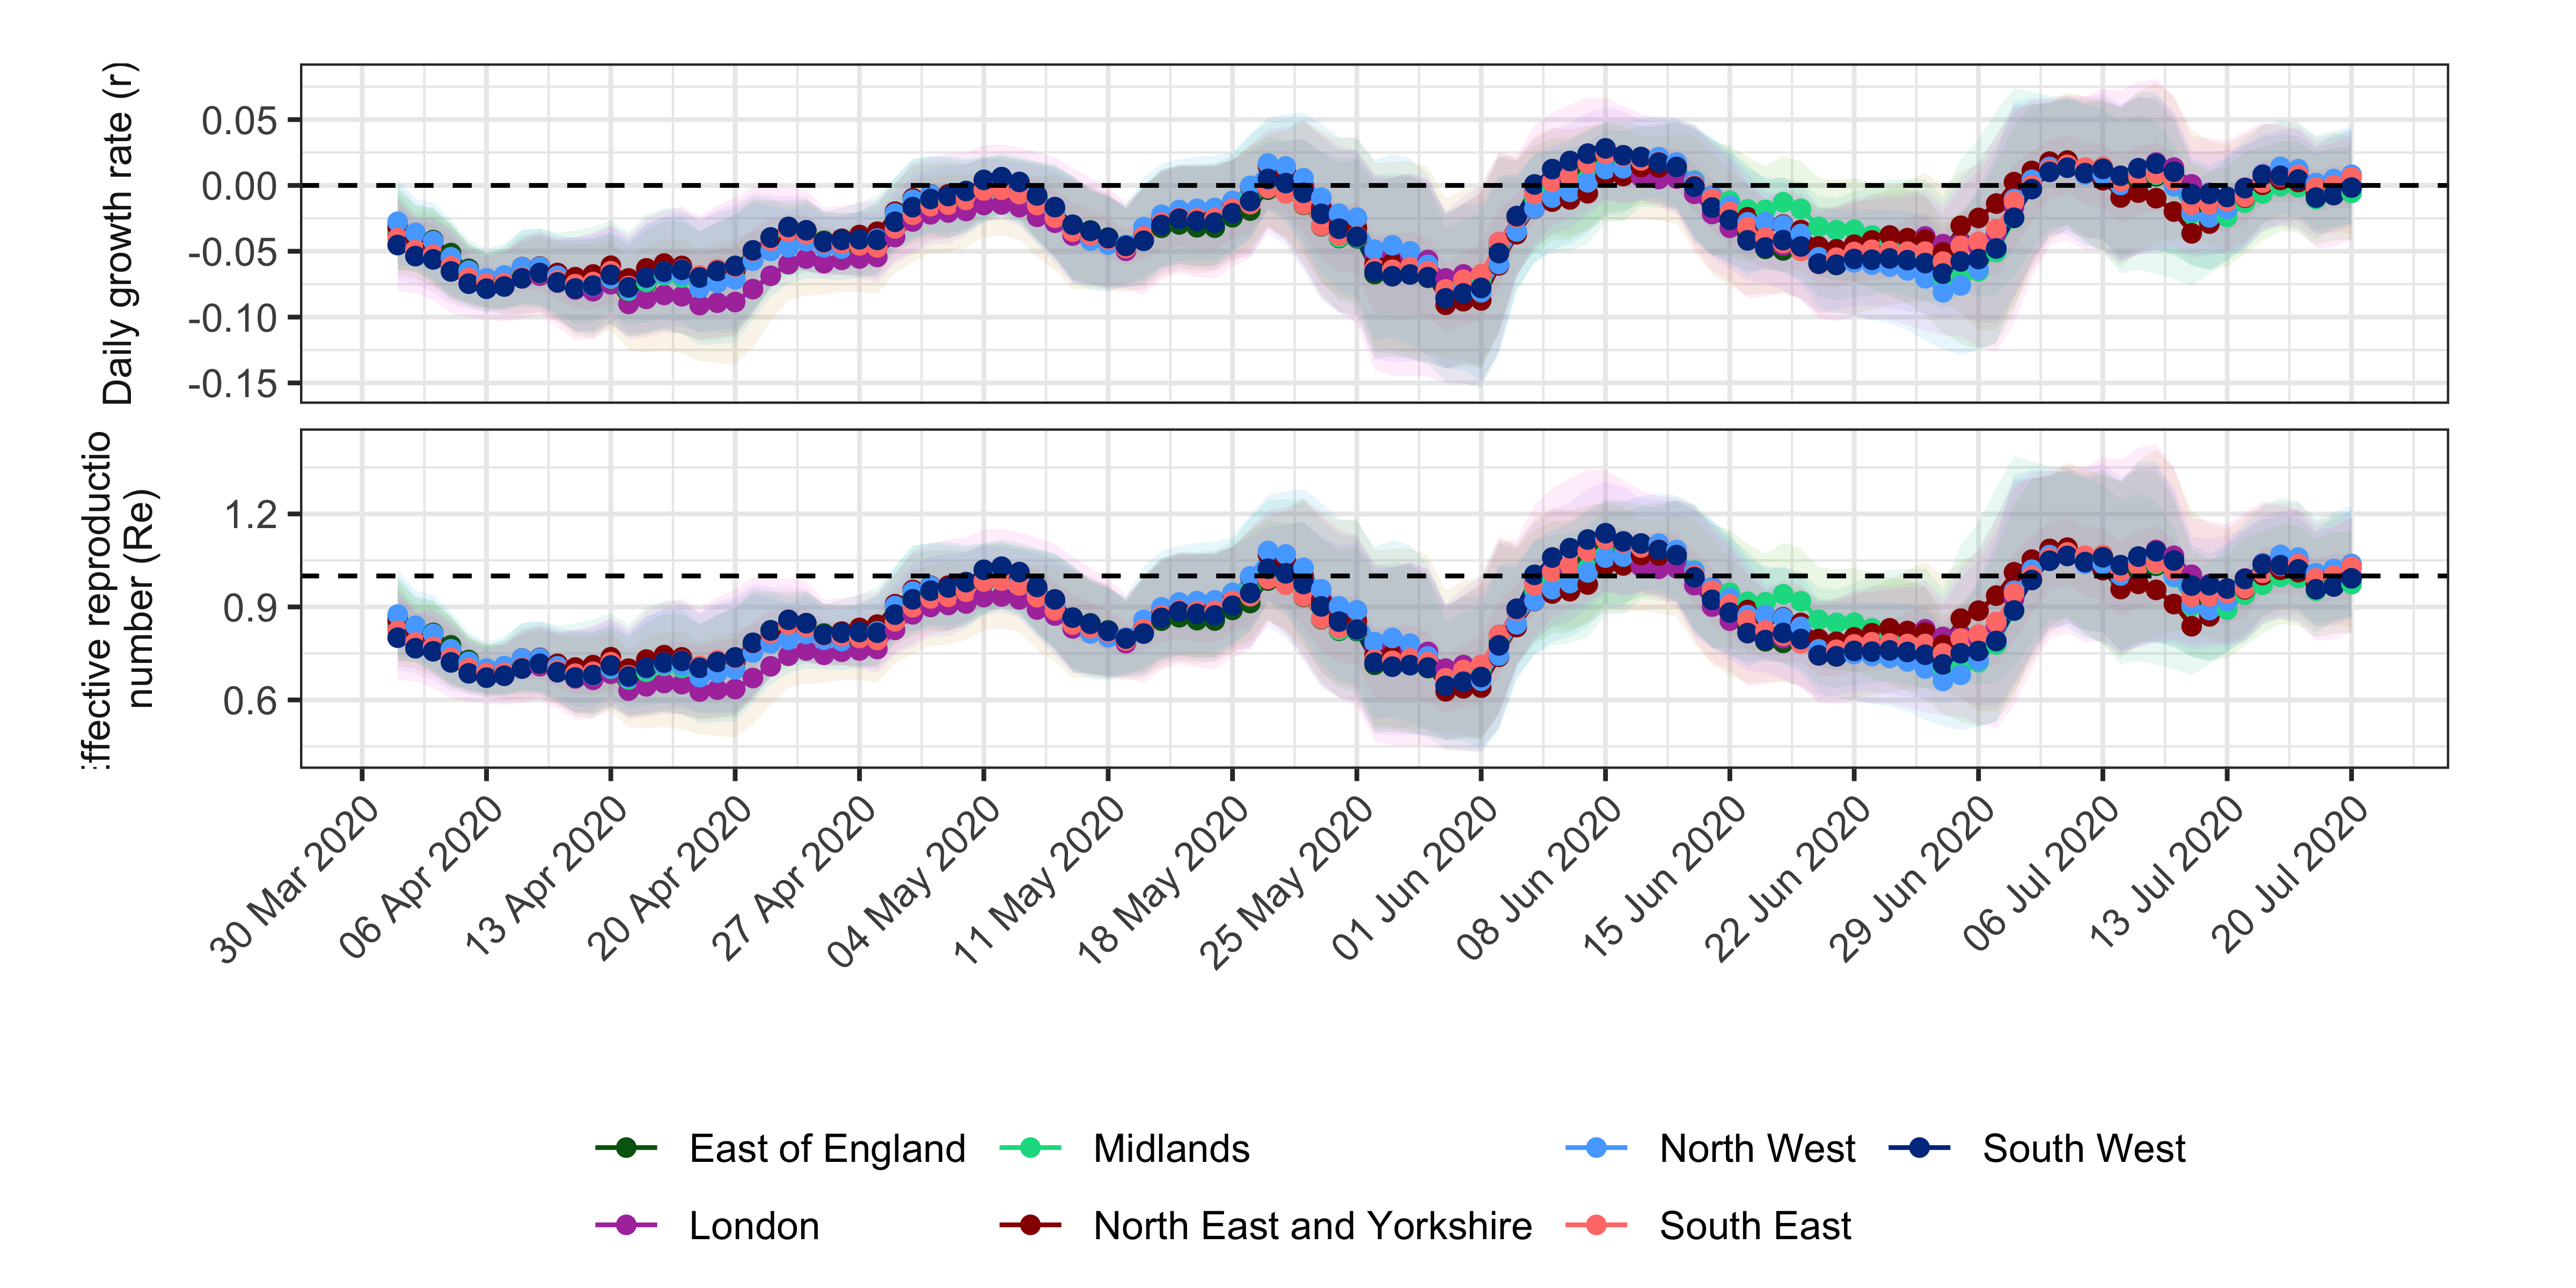 Daily growth rate (r)
0.05
0.00
-0.05
-0.10
-0.15
ffective reproductio
number (Re)
1.2
0.9
0.6
30 Mar 2020
06 Apr 2020
13 Apr 2020
20 Apr 2020
27 Apr 2020
04 May 2020
11 May 2020
18 May 2020
25 May 2020
01 Jun 2020
08 Jun 2020
15 Jun 2020
22 Jun 2020
29 Jun 2020
06 Jul 2020
13 Jul 2020
20 Jul 2020
East of England
Midlands
North West
South West
London
North East and Yorkshire
South East